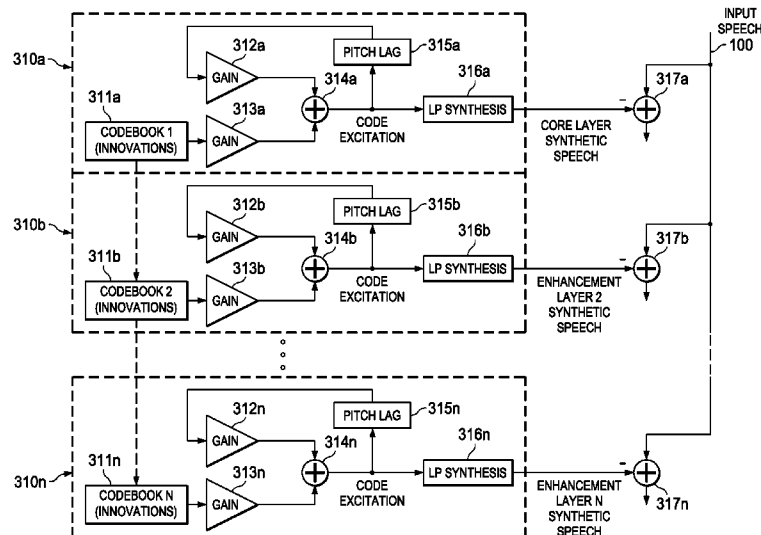 INPUT
SPEECH
100
310a
312a
GAIN
PITCH LAG
315a
314a
316a
317a
311a
313a
CODEBOOK 1
(INNOVATIONS)
GAIN
CODE
EXCITATION
LP SYNTHESIS
–
CORE LAYER
SYNTHETIC
SPEECH
310b
312b
GAIN
PITCH LAG
315b
314b
316b
317b
311b
313b
CODEBOOK 2
(INNOVATIONS)
GAIN
CODE
EXCITATION
LP SYNTHESIS
–
ENHANCEMENT
LAYER 2
SYNTHETIC
SPEECH
310n
312n
GAIN
PITCH LAG
315n
314n
316n
311n
313n
CODEBOOK N
(INNOVATIONS)
GAIN
CODE
EXCITATION
LP SYNTHESIS
–
ENHANCEMENT
LAYER N
SYNTHETIC
SPEECH
317n